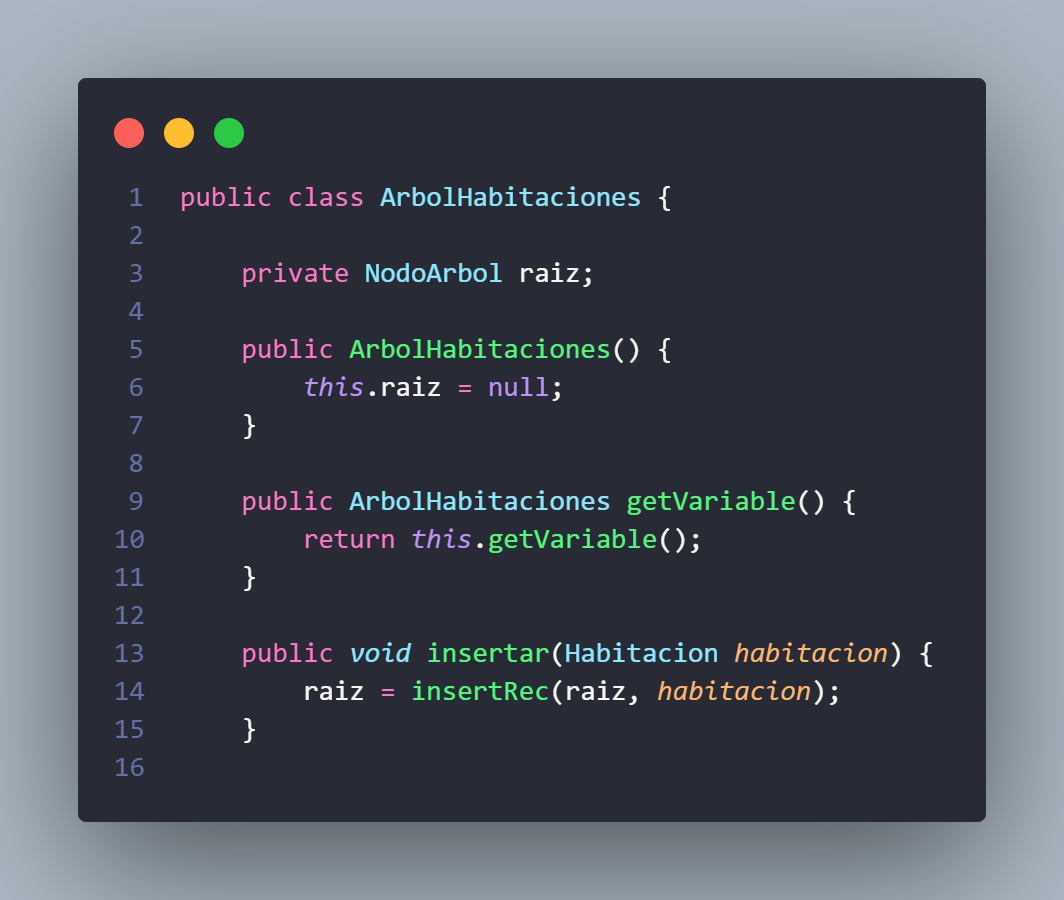 1 public class ArbolHabitaciones {
2
3     private NodoArbol raiz;
4
5     public ArbolHabitaciones() {
6         this.raiz = null;
7     }
8
9     public ArbolHabitaciones getVariable() {
10         return this.getVariable();
11     }
12
13     public void insertar(Habitacion habitacion) {
14         raiz = insertRec(raiz, habitacion);
15     }
16